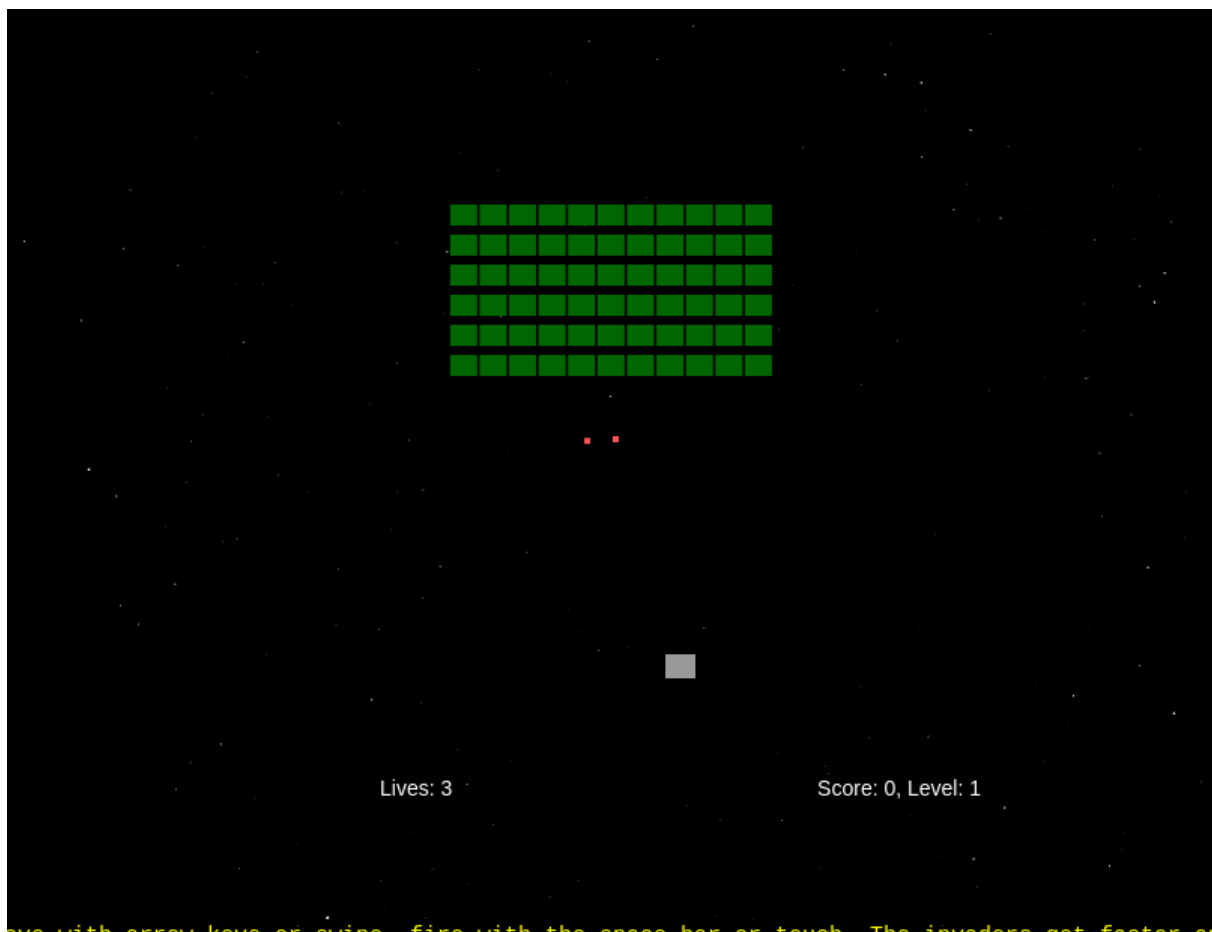 Lives: 3
Score: 0, Level: 1
with arrow keys or swipe, fire with the space bar or touch. The invaders get faster